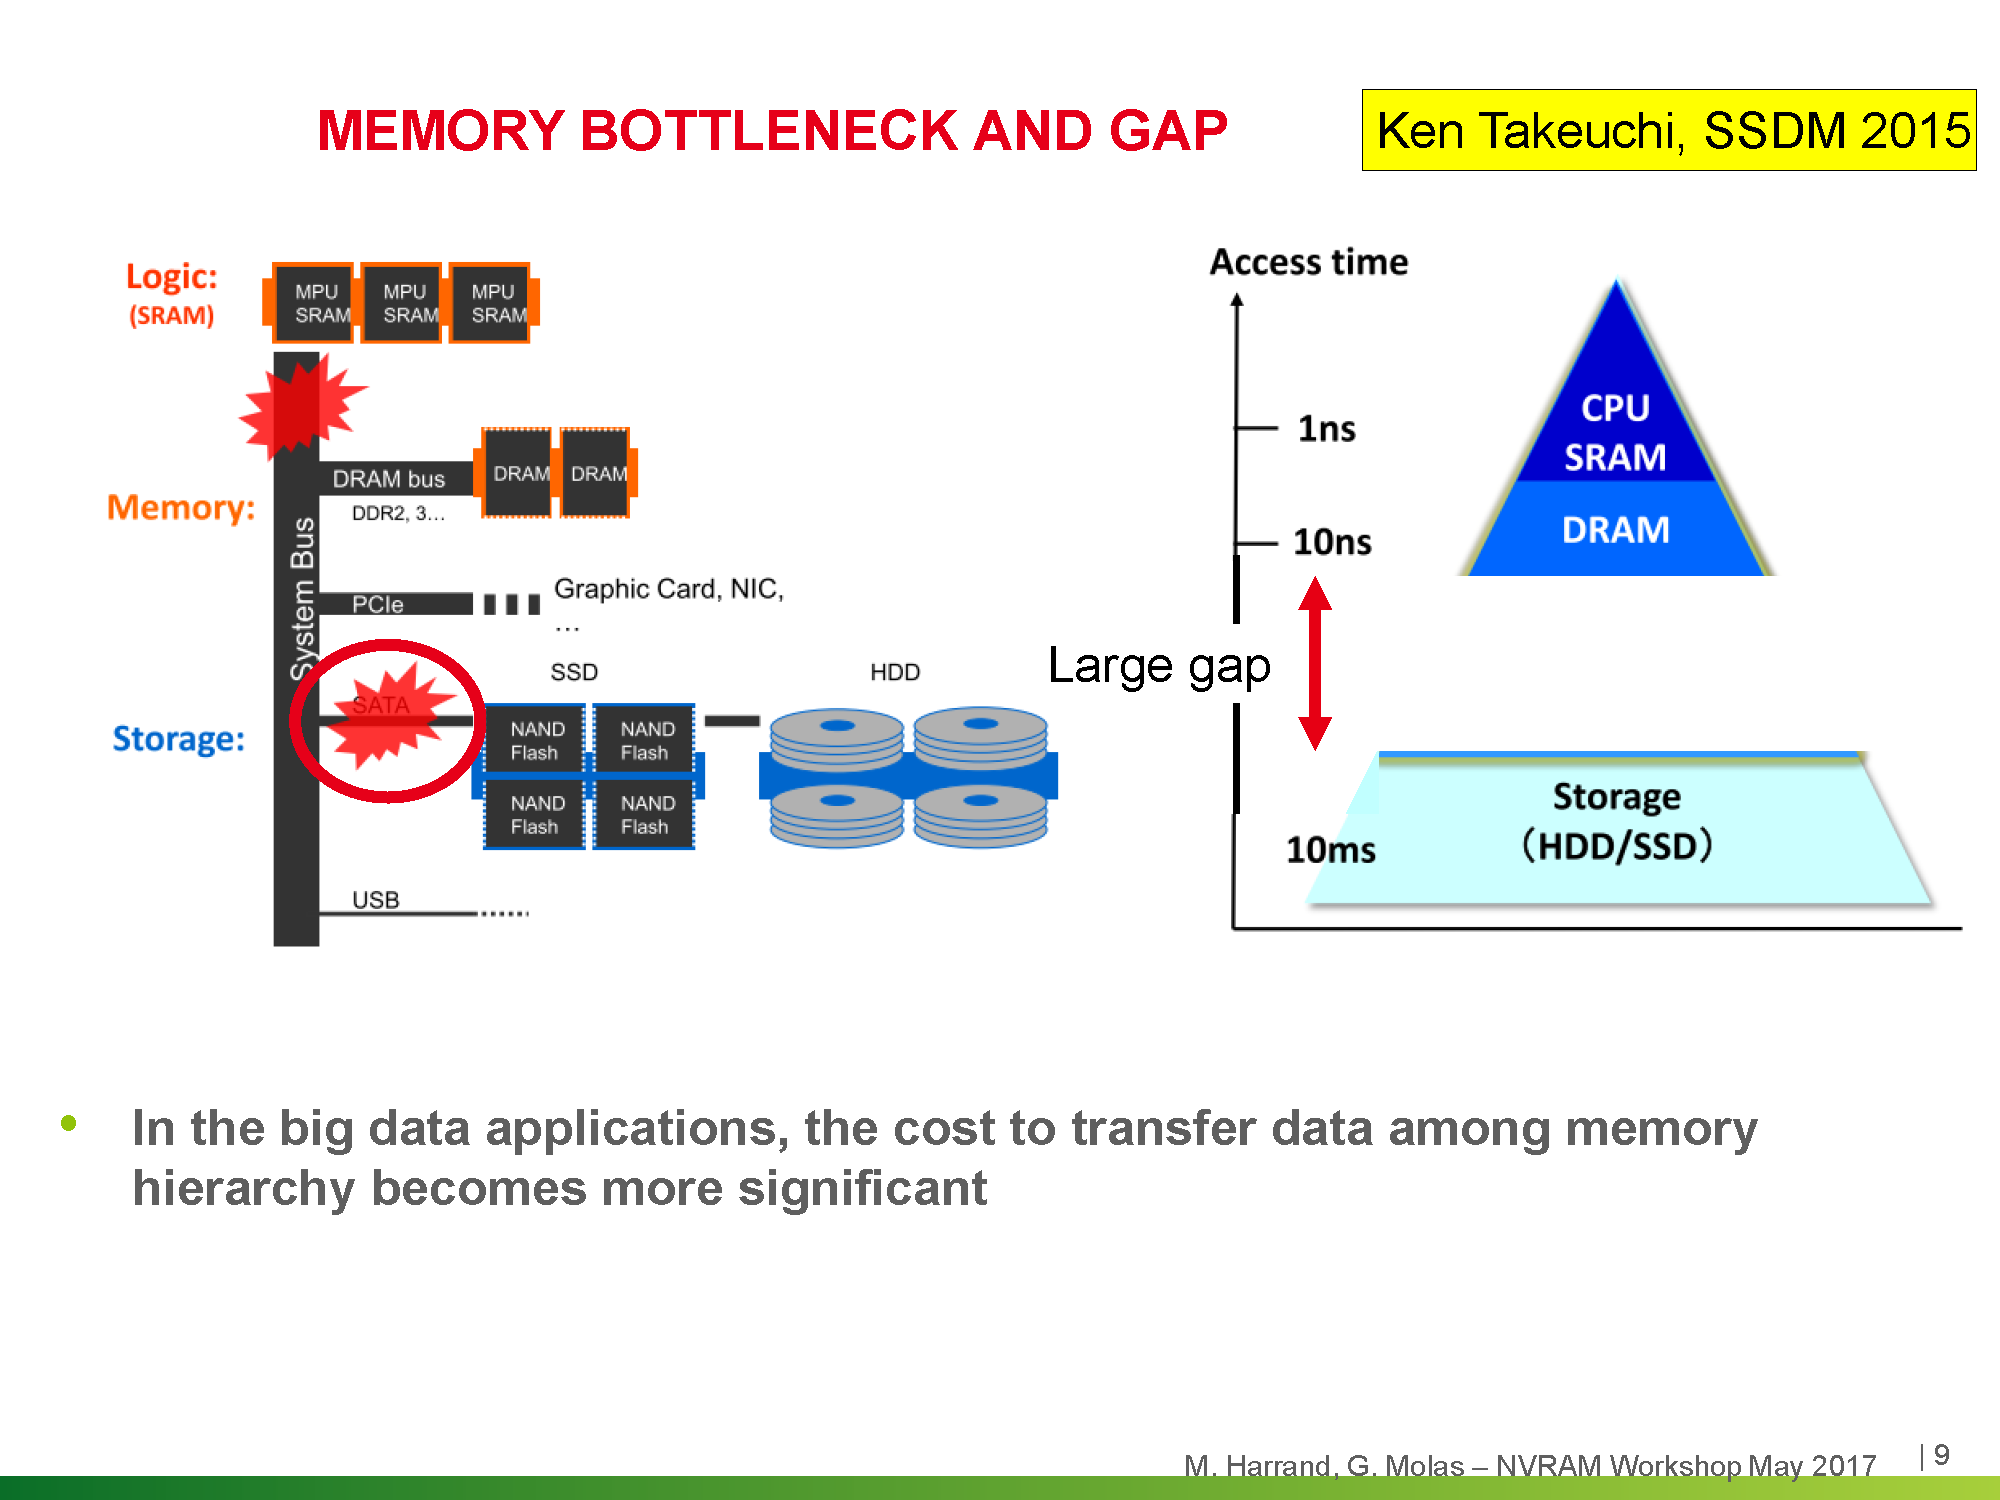 MEMORY BOTTLENECK AND GAP
Ken Takeuchi, SSDM 2015
Logic:
(SRAM)
MPU
SRAM
MPU
SRAM
MPU
SRAM
System Bus
Memory:
DRAM bus
DDR2, 3...
DRAM
DRAM
PCIe
Graphic Card, NIC,
...
Storage:
SATA
SSD
NAND
Flash
NAND
Flash
NAND
Flash
NAND
Flash
HDD
USB
Access time
1ns
10ns
Large gap
10ms
CPU
SRAM
DRAM
Storage
(HDD/SSD)
• In the big data applications, the cost to transfer data among memory
hierarchy becomes more significant
M. Harrand, G. Molas – NVRAM Workshop May 2017
| 9